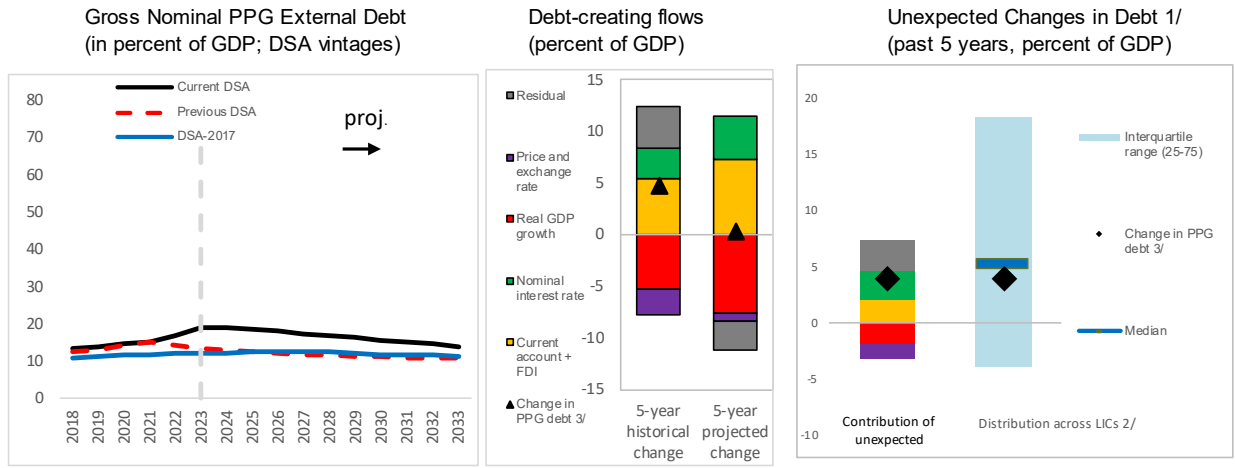 Gross Nominal PPG External Debt
(in percent of GDP; DSA vintages)
Current DSA
Previous DSA
DSA-2017
proj.
80
70
60
50
40
30
20
10
0
2018
2019
2020
2021
2022
2023
2024
2025
2026
2027
2028
2029
2030
2031
2032
2033
Debt-creating flows
(percent of GDP)
Residual
Price and
exchange
rate
Real GDP
growth
Nominal
interest rate
Current
account +
FDI
Change in
PPG debt 3/
15
10
5
0
-5
-10
-15
5-year
historical
change
5-year
projected
change
Unexpected Changes in Debt 1/
(past 5 years, percent of GDP)
20
15
10
5
0
-5
-10
Interquartile
range (25-75)
Change in PPG
debt 3/
Median
Contribution of
unexpected
Distribution across LICs 2/